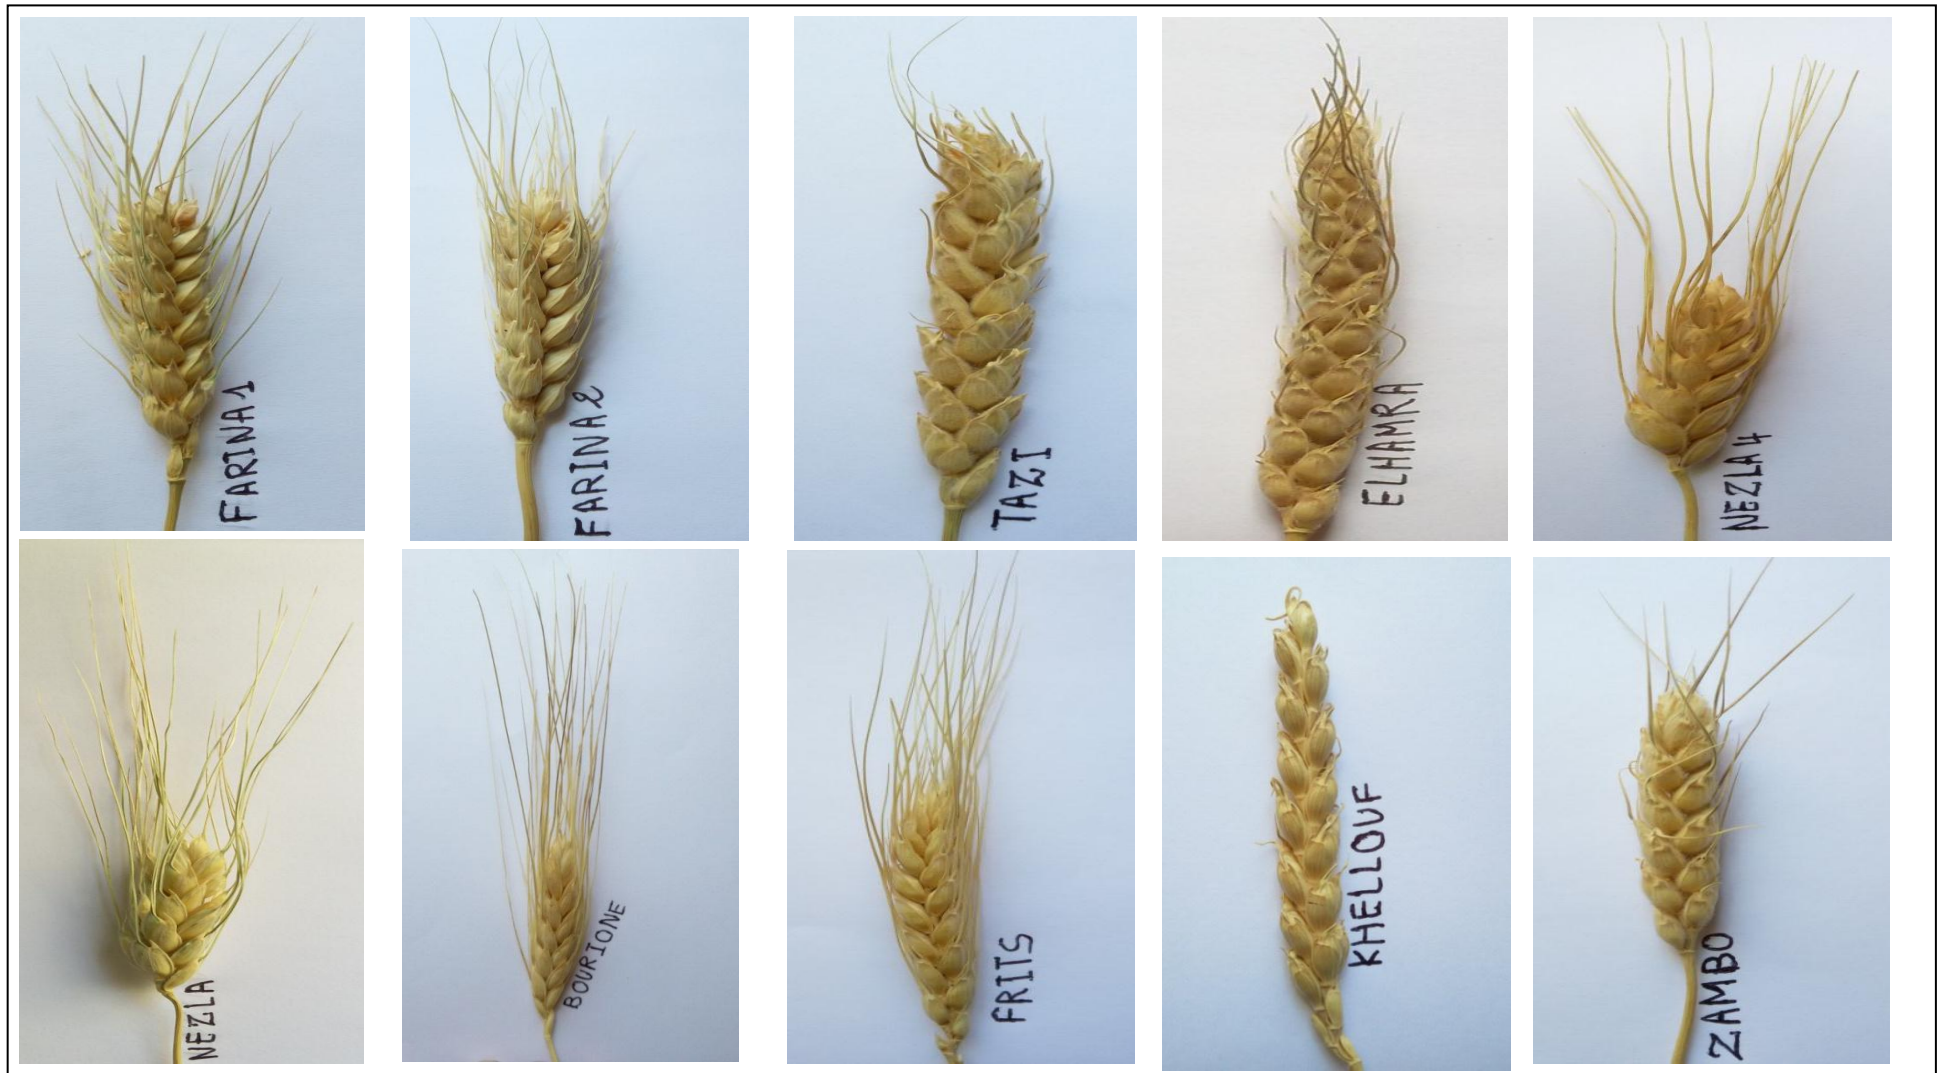 FARINA1
FARINA2
TAZI
ELHAMRA
NEZLA4
NEZLA
BOURIONE
FRITS
KHELLOUF
ZAMBO